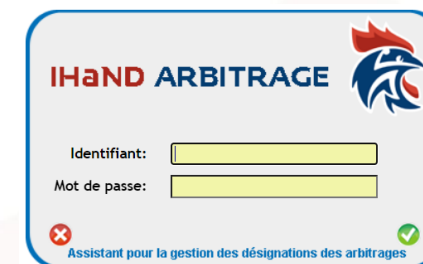 IHaND ARBITRAGE
Identifiant:
Mot de passe:
Assistant pour la gestion des désignations des arbitrages